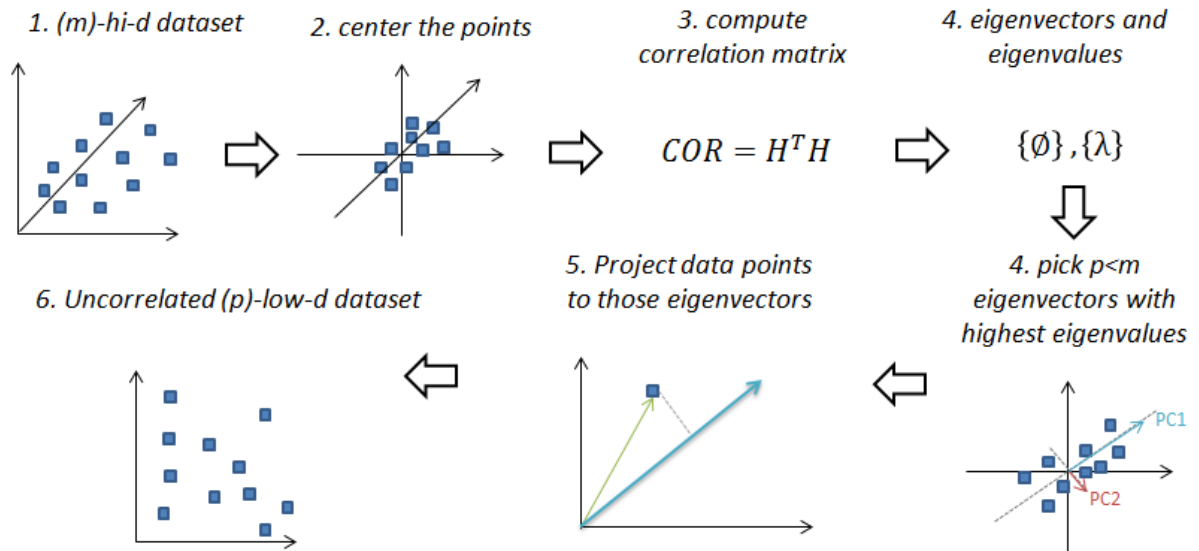 1. (m)-hi-d dataset
2. center the points
3. compute
correlation matrix
4. eigenvectors and
eigenvalues
COR = HᵀH
{Ø},{λ}
4. pick p<m
eigenvectors with
highest eigenvalues
PC1
PC2
5. Project data points
to those eigenvectors
6. Uncorrelated (p)-low-d dataset